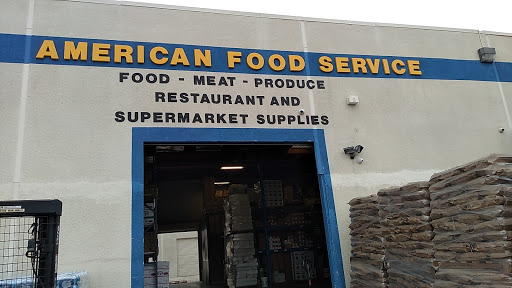 AMERICAN FOOD SERVICE
FOOD - MEAT - PRODUCE
RESTAURANT AND
SUPERMARKET SUPPLIES